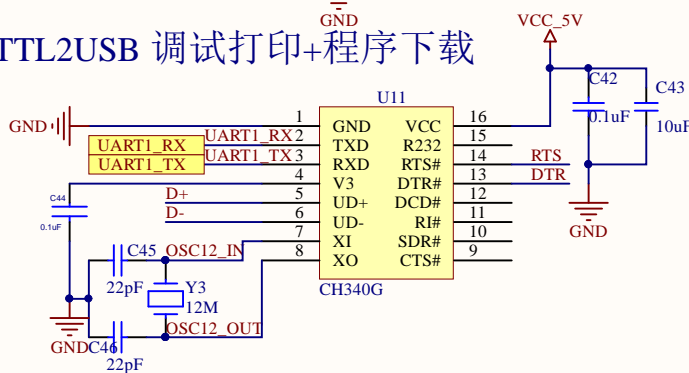 GND
VCC_5V
TTL2USB 调试打印+程序下载
U11
C42
0.1uF
C43
10uF
GND
UART1_RX
UART1_TX
UART1_RX
UART1_TX
1 GND VCC 16
2 TXD R232 15
3 RXD RTS# 14 RTS
4 V3 DTR# 13 DTR
5 UD+ DCD# 12
6 UD- RI# 11
7 XI SDR# 10
8 XO CTS# 9
CH340G
D+
D-
C44
0.1uF
C45
22pF
OSC12_IN
Y3
12M
OSC12_OUT
GND
C46
22pF
GND